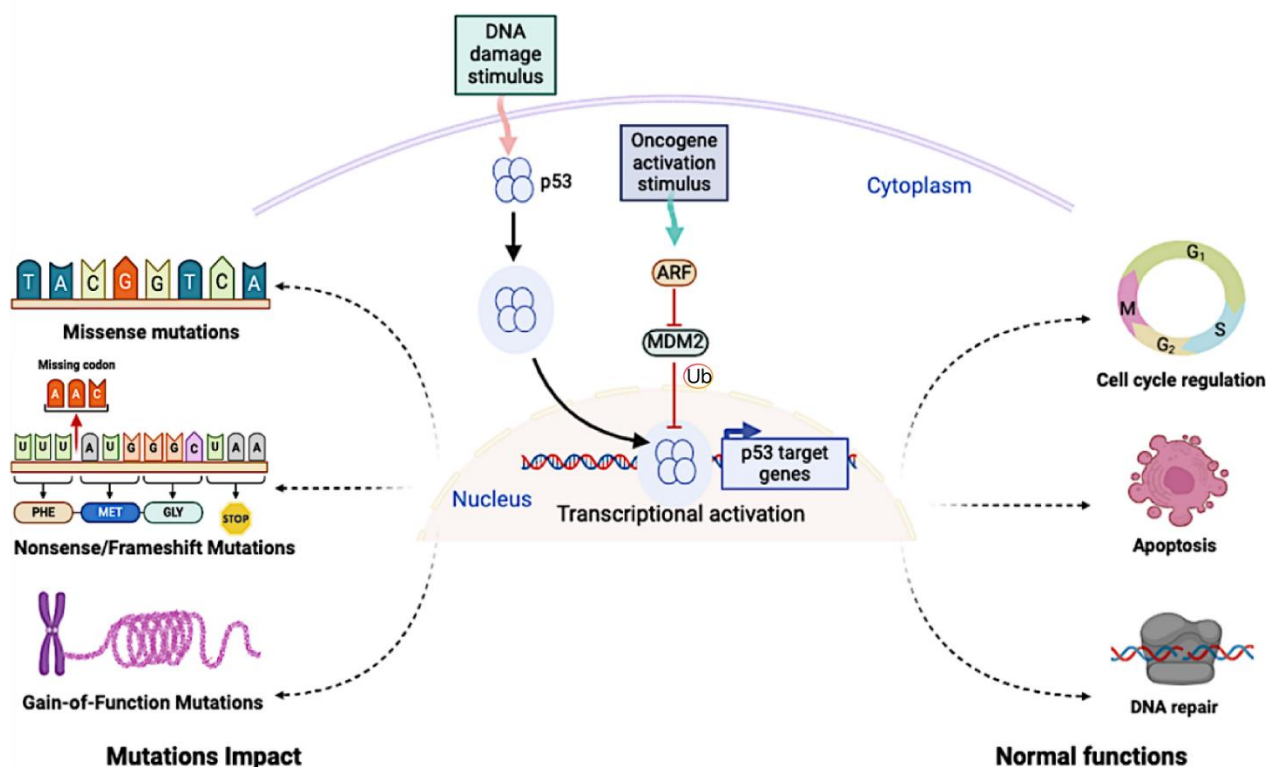 DNA
damage
stimulus
Oncogene
activation
stimulus
p53
Cytoplasm
ARF
MDM2
Ub
p53 target
genes
Nucleus
Transcriptional activation
T A C G G T C A
Missense mutations
Missing codon
A A C
U U U A U G G G C U A A
PHE MET GLY STOP
Nonsense/Frameshift Mutations
Gain-of-Function Mutations
Mutations Impact
G1
M
S
G2
Cell cycle regulation
Apoptosis
DNA repair
Normal functions